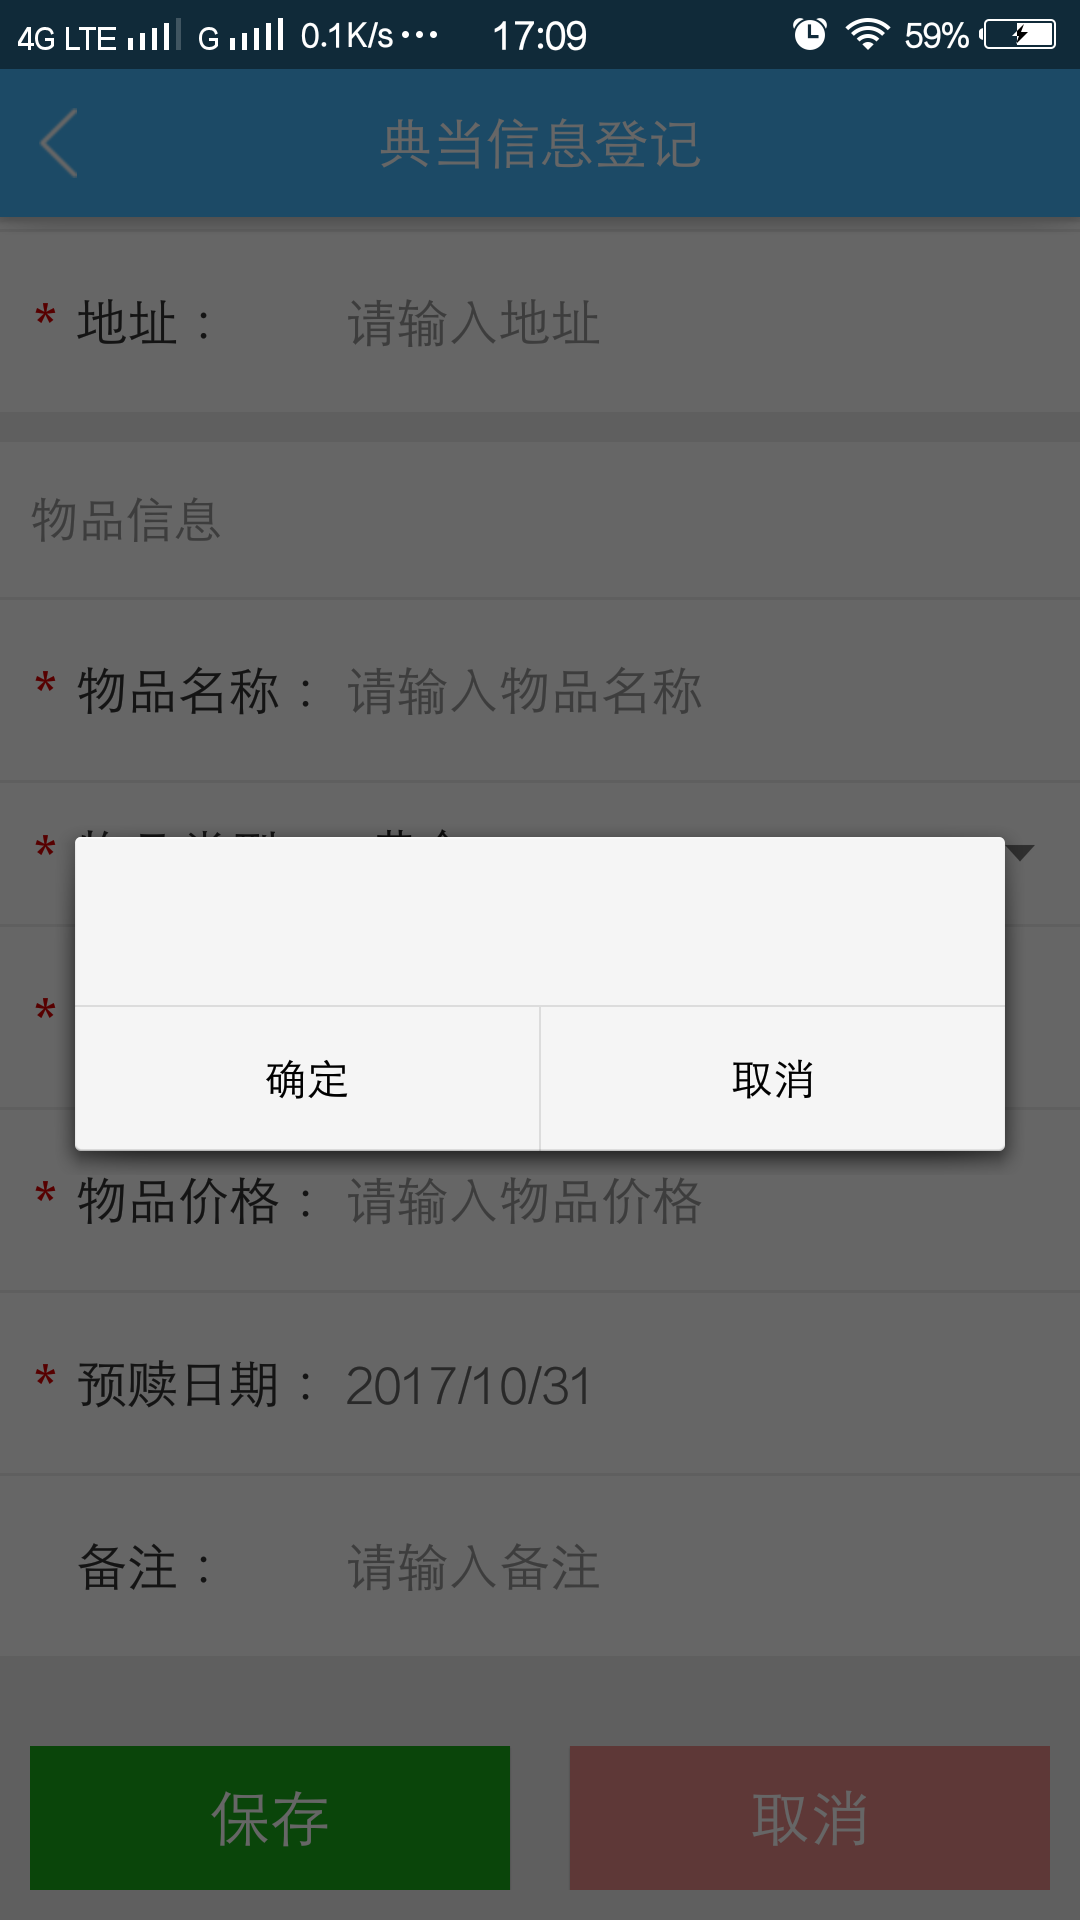 4G LTE G 0.1K/s 17:09 59%
典当信息登记
* 地址： 请输入地址
物品信息
* 物品名称： 请输入物品名称
*
*
确定 取消
* 物品价格： 请输入物品价格
* 预赎日期： 2017/10/31
备注： 请输入备注
保存 取消